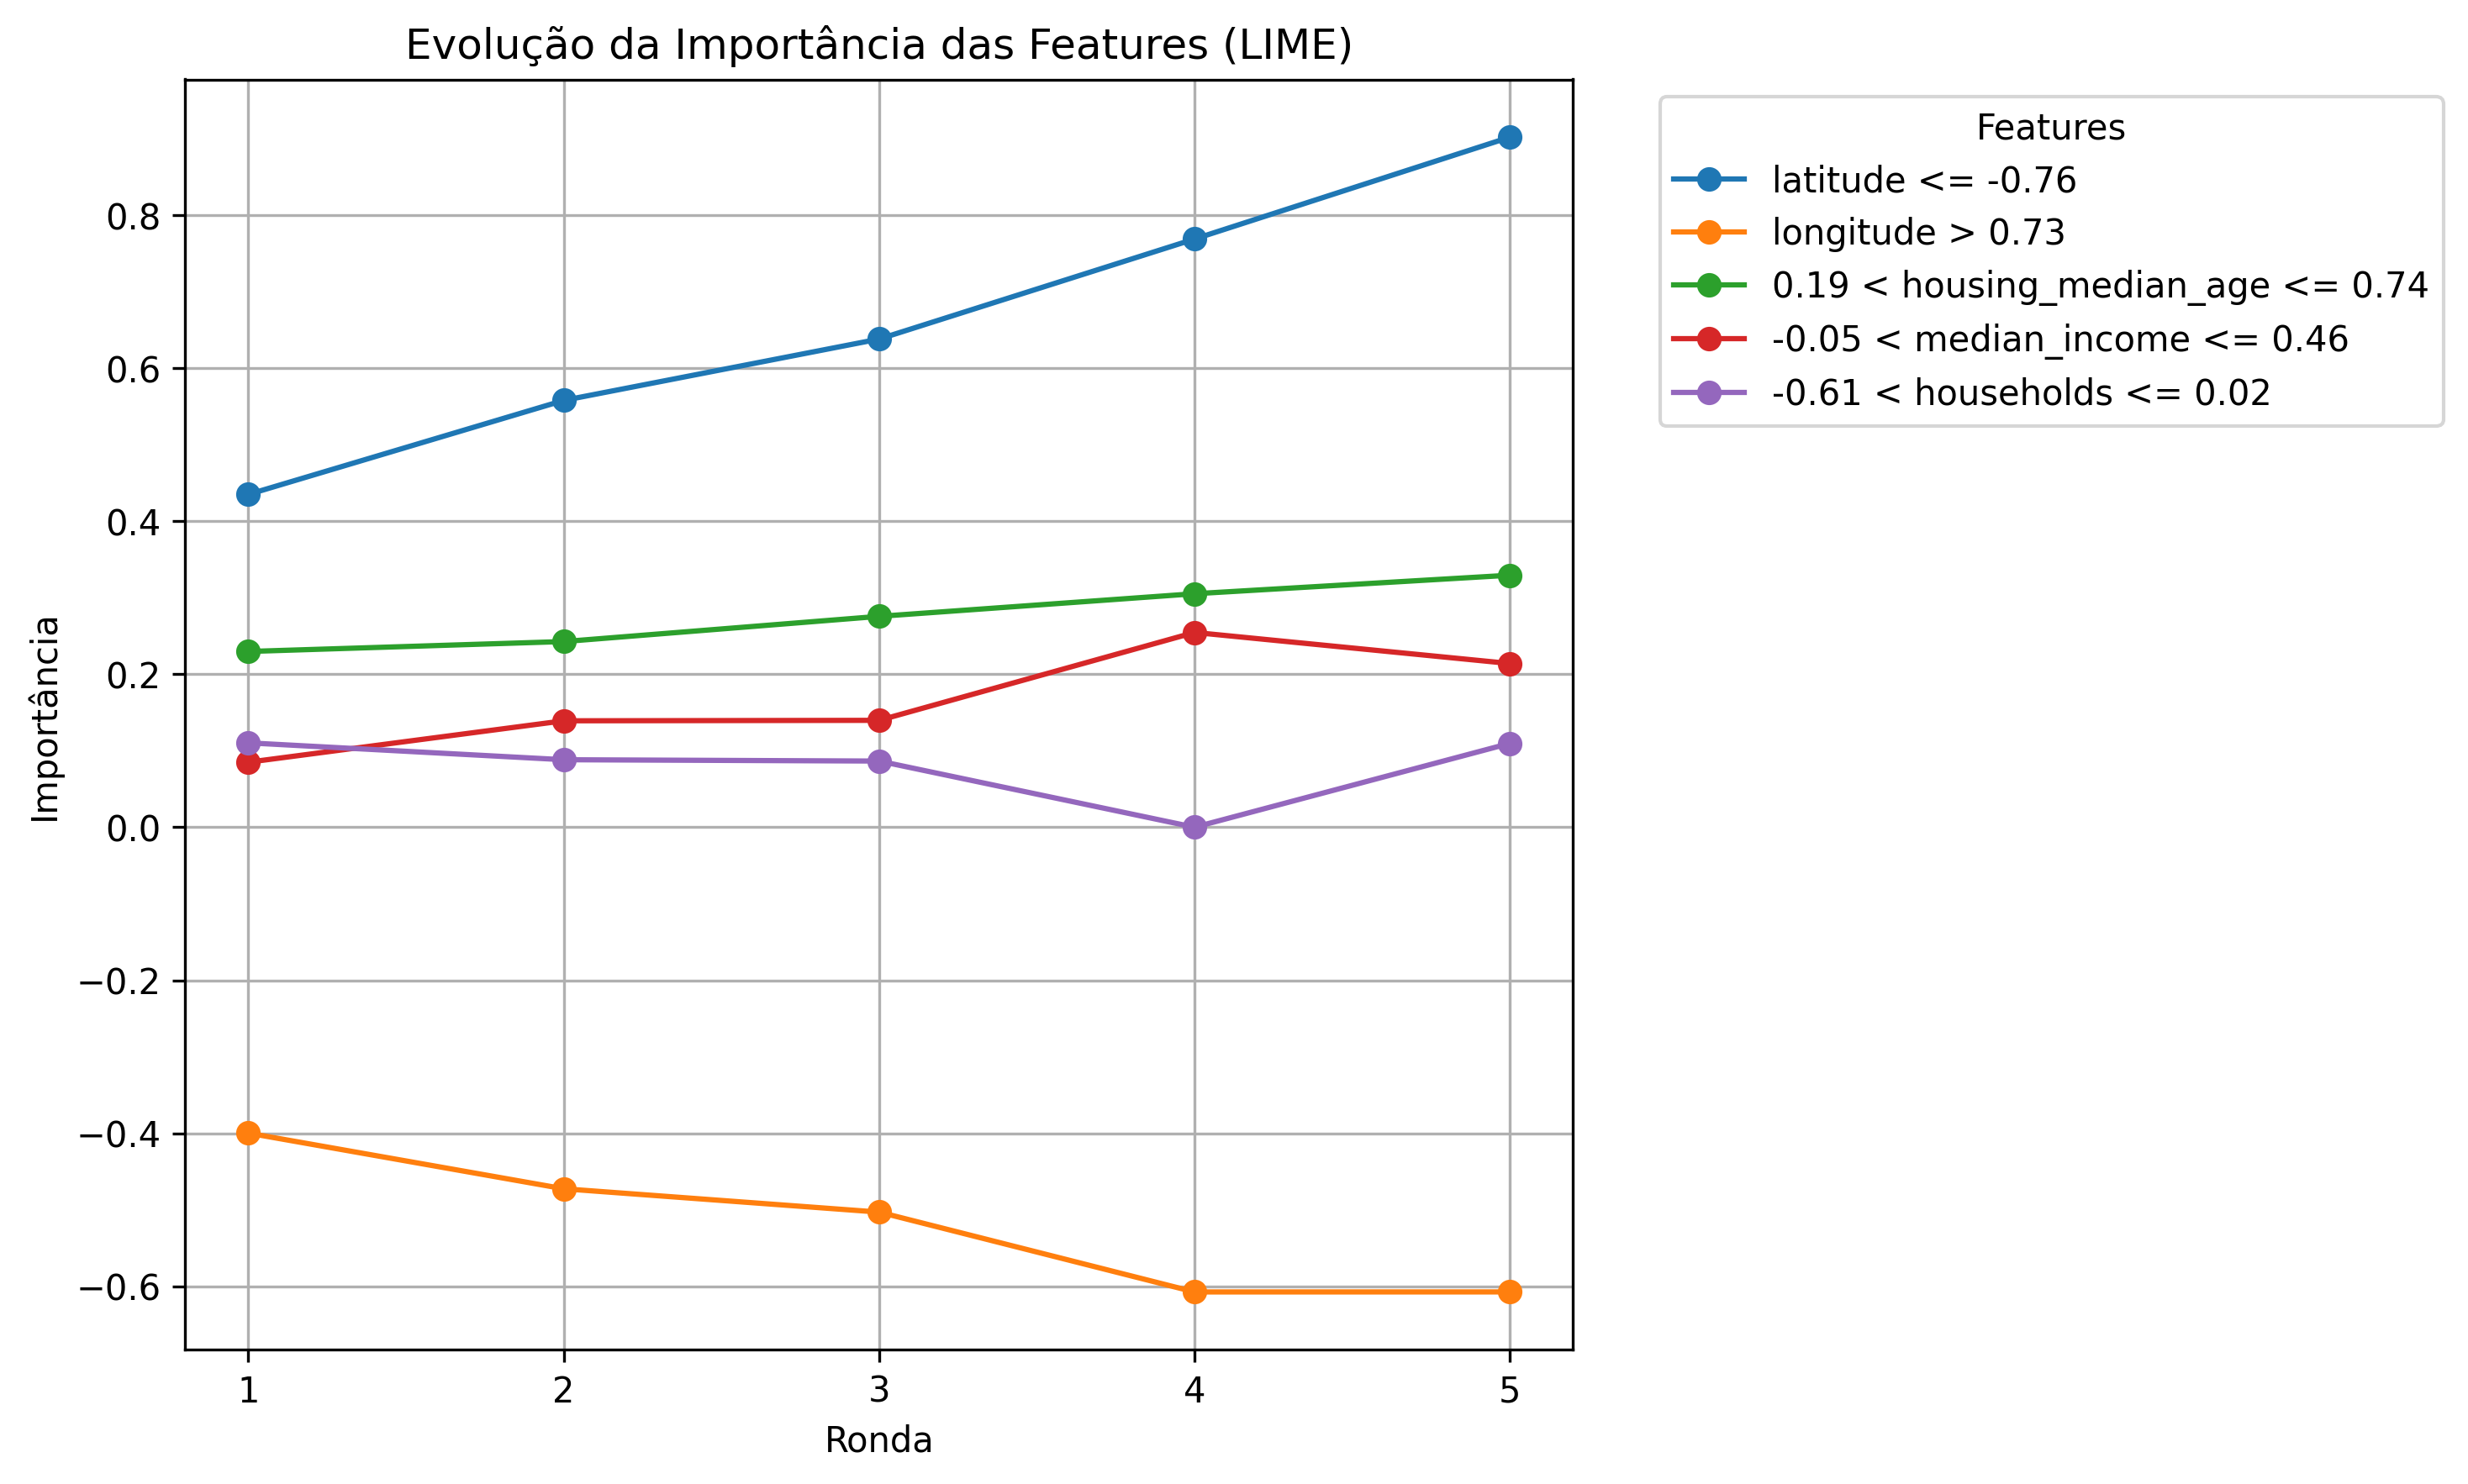 Evolução da Importância das Features (LIME)
Features
latitude <= -0.76
longitude > 0.73
0.19 < housing_median_age <= 0.74
-0.05 < median_income <= 0.46
-0.61 < households <= 0.02
Importância
0.8
0.6
0.4
0.2
0.0
−0.2
−0.4
−0.6
1 2 3 4 5
Ronda